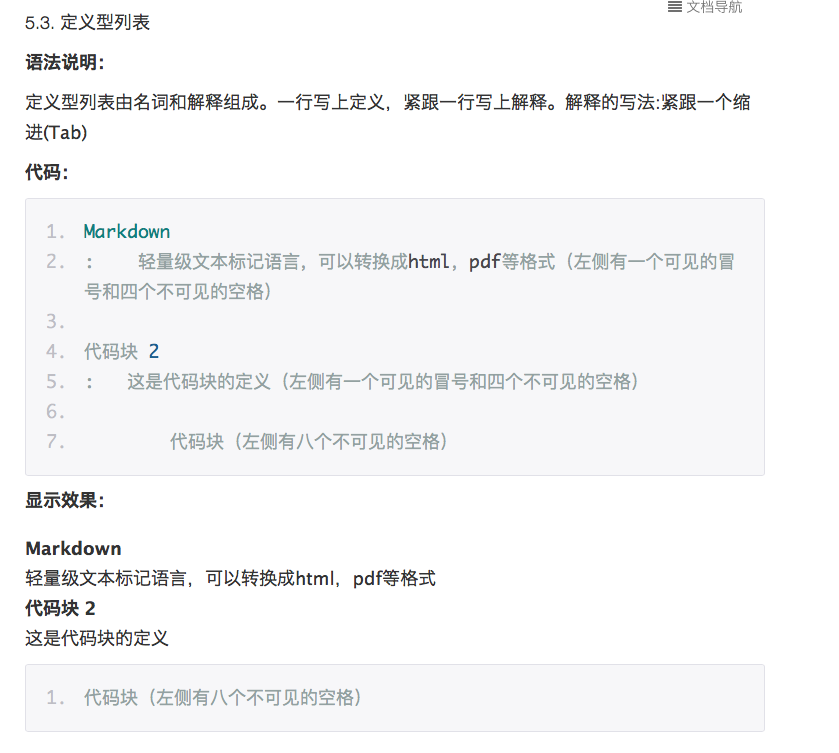 文档导航
5.3. 定义型列表
语法说明：
定义型列表由名词和解释组成。一行写上定义，紧跟一行写上解释。解释的写法:紧跟一个缩
进(Tab)
代码：
1. Markdown
2. :    轻量级文本标记语言，可以转换成html，pdf等格式（左侧有一个可见的冒
号和四个不可见的空格）
3.
4. 代码块 2
5. :   这是代码块的定义（左侧有一个可见的冒号和四个不可见的空格）
6.
7.         代码块（左侧有八个不可见的空格）
显示效果：
Markdown
轻量级文本标记语言，可以转换成html，pdf等格式
代码块 2
这是代码块的定义
1. 代码块（左侧有八个不可见的空格）